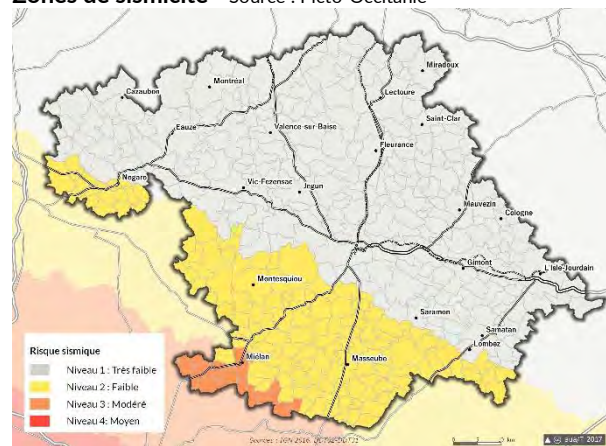 Zones de sismicité – Source : Picto-Occitanie
Miradoux
Montréal
Cazaubon
Lectoure
Saint-Clar
Eauze
Valence-sur-Baïse
Fleurance
Nogaro
Vic-Fezensac
Jegun
Mauvezin
Cologne
Gimont
L'Isle-Jourdain
Montesquiou
Saramon
Samatan
Lombez
Risque sismique
Niveau 1 : Très faible
Niveau 2 : Faible
Niveau 3 : Modéré
Niveau 4 : Moyen
Miélan
Masseube